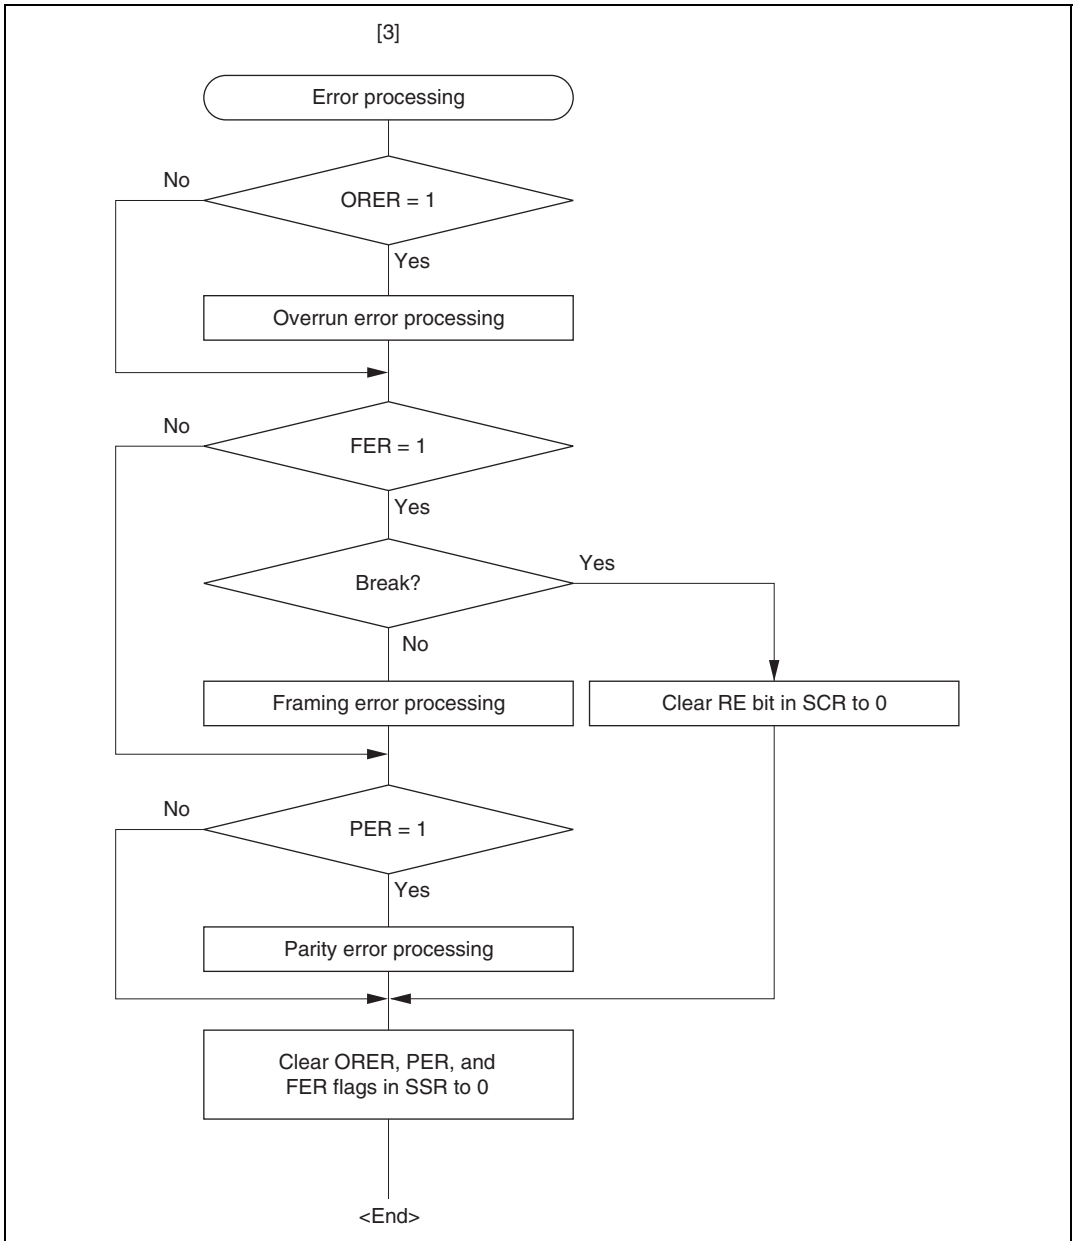 [3]
Error processing
No
ORER = 1
Yes
Overrun error processing
No
FER = 1
Yes
Break?
Yes
No
Framing error processing
Clear RE bit in SCR to 0
No
PER = 1
Yes
Parity error processing
Clear ORER, PER, and
FER flags in SSR to 0
<End>